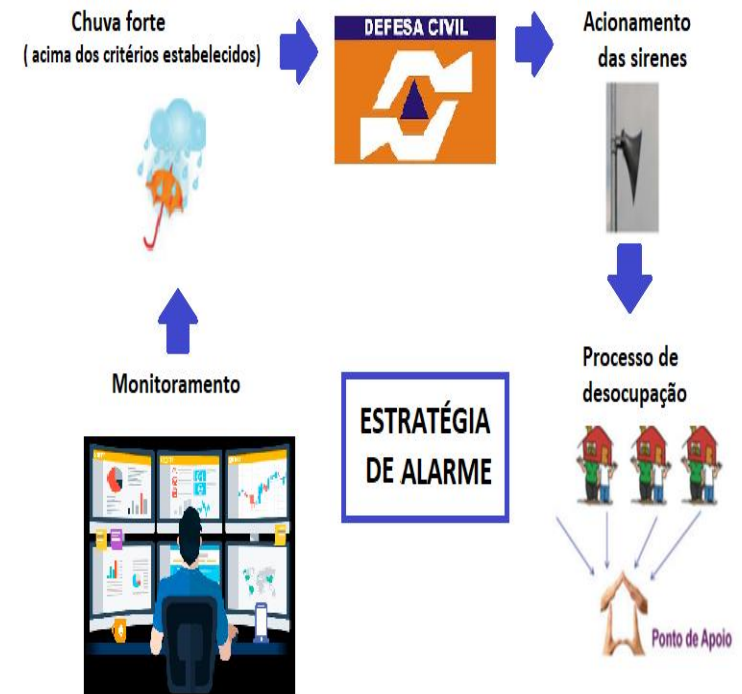 Chuva forte
( acima dos critérios estabelecidos)
DEFESA CIVIL
Acionamento
das sirenes
Monitoramento
ESTRATÉGIA
DE ALARME
Processo de
desocupação
Ponto de Apoio